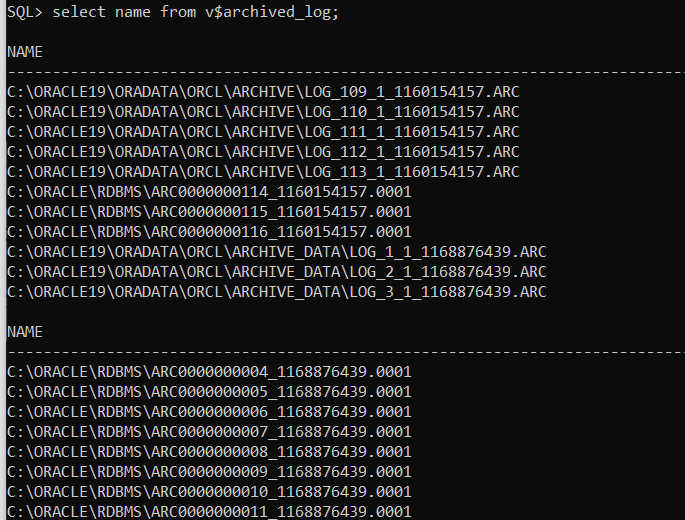 SQL> select name from v$archived_log;
NAME
--------------------------------------------------------------------------------
C:\ORACLE19\ORADATA\ORCL\ARCHIVE\LOG_109_1_1160154157.ARC
C:\ORACLE19\ORADATA\ORCL\ARCHIVE\LOG_110_1_1160154157.ARC
C:\ORACLE19\ORADATA\ORCL\ARCHIVE\LOG_111_1_1160154157.ARC
C:\ORACLE19\ORADATA\ORCL\ARCHIVE\LOG_112_1_1160154157.ARC
C:\ORACLE19\ORADATA\ORCL\ARCHIVE\LOG_113_1_1160154157.ARC
C:\ORACLE\RDBMS\ARC0000000114_1160154157.0001
C:\ORACLE\RDBMS\ARC0000000115_1160154157.0001
C:\ORACLE\RDBMS\ARC0000000116_1160154157.0001
C:\ORACLE19\ORADATA\ORCL\ARCHIVE_DATA\LOG_1_1_1168876439.ARC
C:\ORACLE19\ORADATA\ORCL\ARCHIVE_DATA\LOG_2_1_1168876439.ARC
C:\ORACLE19\ORADATA\ORCL\ARCHIVE_DATA\LOG_3_1_1168876439.ARC
NAME
--------------------------------------------------------------------------------
C:\ORACLE\RDBMS\ARC0000000004_1168876439.0001
C:\ORACLE\RDBMS\ARC0000000005_1168876439.0001
C:\ORACLE\RDBMS\ARC0000000006_1168876439.0001
C:\ORACLE\RDBMS\ARC0000000007_1168876439.0001
C:\ORACLE\RDBMS\ARC0000000008_1168876439.0001
C:\ORACLE\RDBMS\ARC0000000009_1168876439.0001
C:\ORACLE\RDBMS\ARC0000000010_1168876439.0001
C:\ORACLE\RDBMS\ARC0000000011_1168876439.0001